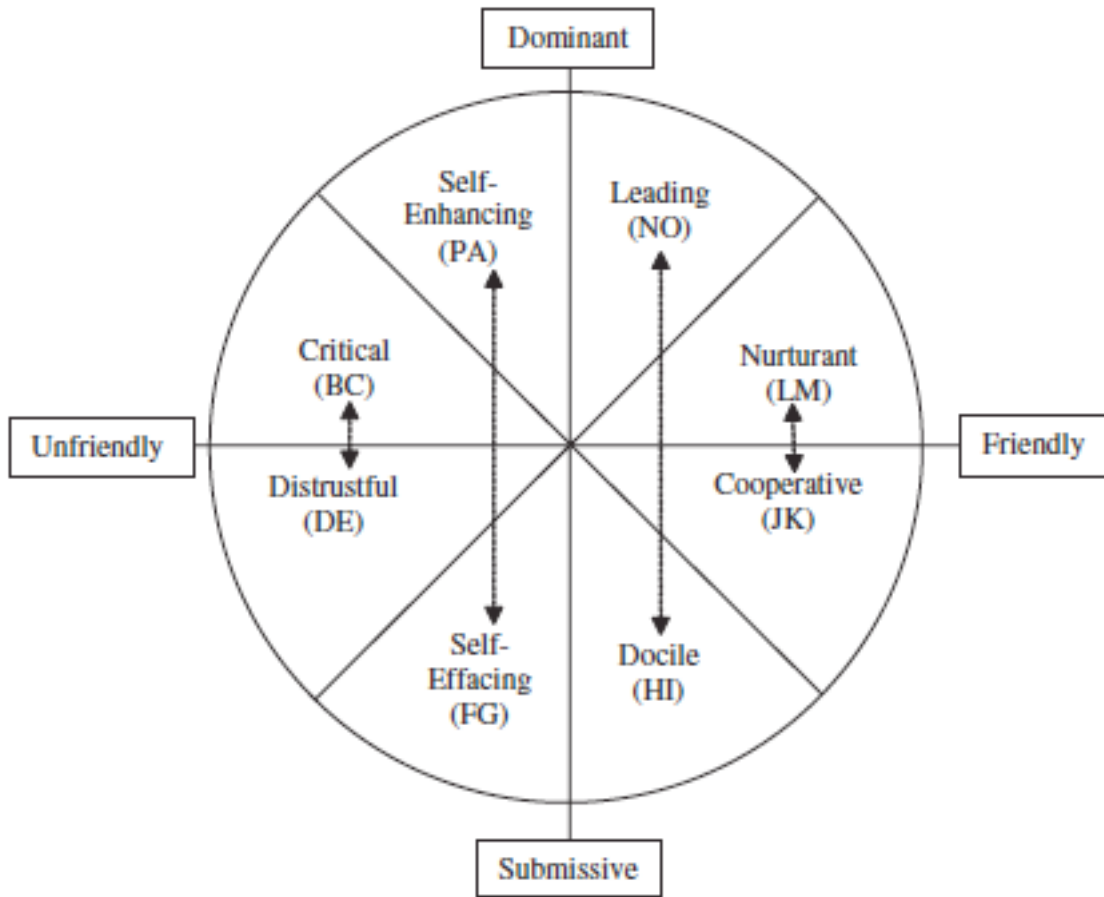 Dominant
Self-
Enhancing
(PA)
Leading
(NO)
Critical
(BC)
Nurturant
(LM)
Unfriendly
Friendly
Distrustful
(DE)
Cooperative
(JK)
Self-
Effacing
(FG)
Docile
(HI)
Submissive